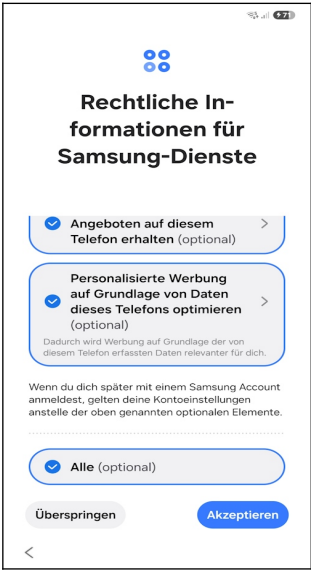 71
Rechtliche In-
formationen für
Samsung-Dienste
Angeboten auf diesem
Telefon erhalten (optional)
Personalisierte Werbung
auf Grundlage von Daten
dieses Telefons optimieren
(optional)
Dadurch wird Werbung auf Grundlage der von
diesem Telefon erfassten Daten relevanter für dich.
Wenn du dich später mit einem Samsung Account
anmeldest, gelten deine Kontoeinstellungen
anstelle der oben genannten optionalen Elemente.
Alle (optional)
Überspringen
Akzeptieren